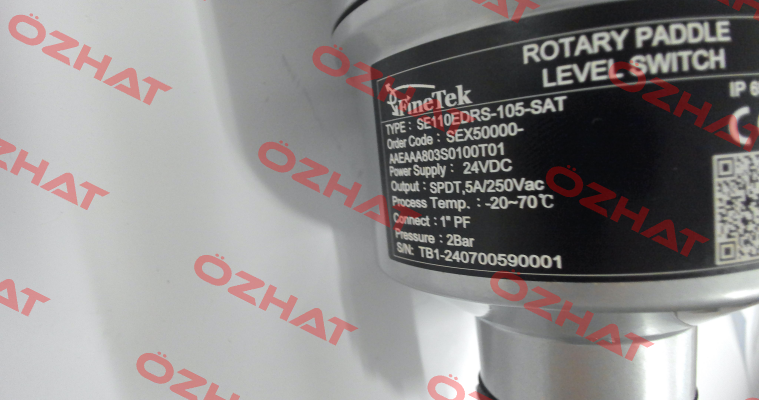 ROTARY PADDLE
LEVEL SWITCH
FineTek
TYPE : SE110EDRS-105-SAT
Order Code : SEX50000-
AAEAAA803S0100T01
Power Supply : 24VDC
Output : SPDT,5A/250Vac
Process Temp. : -20~70℃
Connect : 1" PF
Pressure : 2Bar
S/N: TB1-240700590001
IP
CE
ÖZHAT
ÖZHAT
ÖZHAT
ÖZHAT
ÖZHAT
ÖZHAT
ÖZHAT